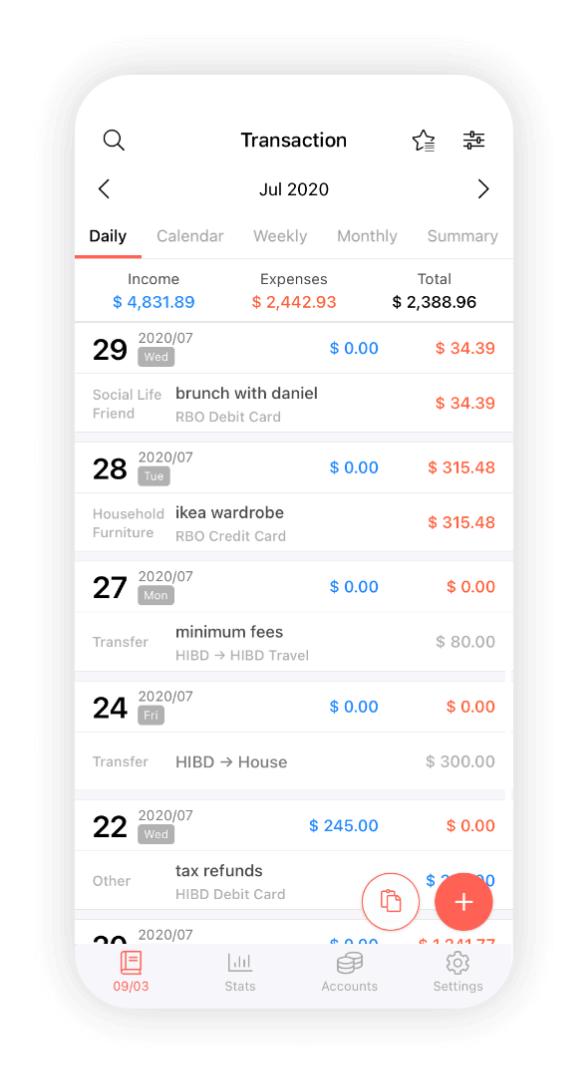 Transaction
Jul 2020
Daily Calendar Weekly Monthly Summary
Income Expenses Total
$ 4,831.89 $ 2,442.93 $ 2,388.96
29 2020/07 Wed $ 0.00 $ 34.39
Social Life Friend brunch with daniel RBO Debit Card $ 34.39
28 2020/07 Tue $ 0.00 $ 315.48
Household Furniture ikea wardrobe RBO Credit Card $ 315.48
27 2020/07 Mon $ 0.00 $ 0.00
Transfer minimum fees HIBD → HIBD Travel $ 80.00
24 2020/07 Fri $ 0.00 $ 0.00
Transfer HIBD → House $ 300.00
22 2020/07 Wed $ 245.00 $ 0.00
Other tax refunds HIBD Debit Card
2020/07
09/03 Stats Accounts Settings